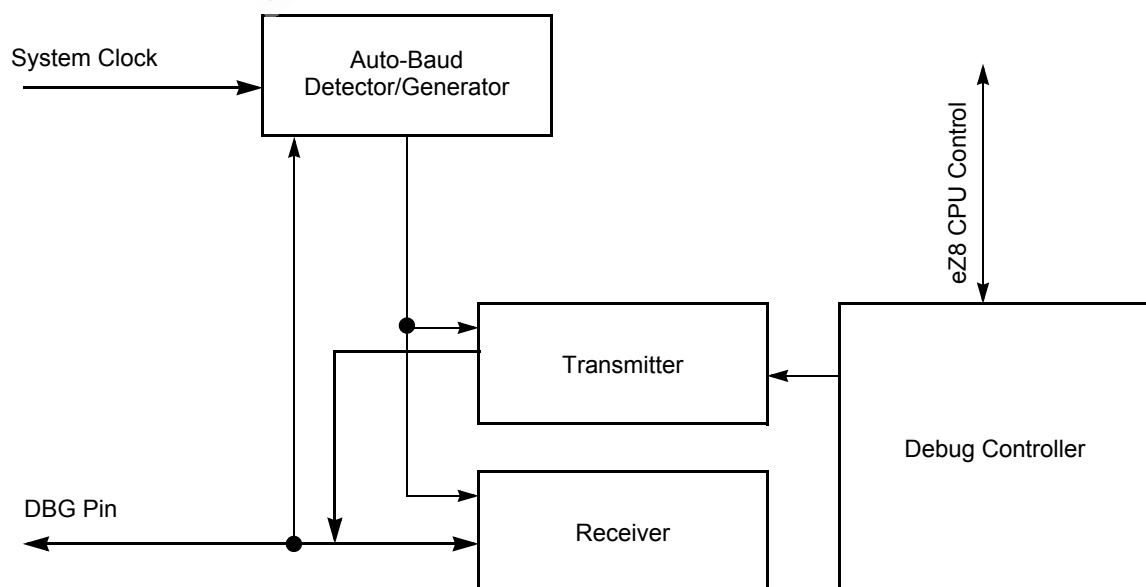 System Clock
Auto-Baud
Detector/Generator
eZ8 CPU Control
Transmitter
Debug Controller
DBG Pin
Receiver